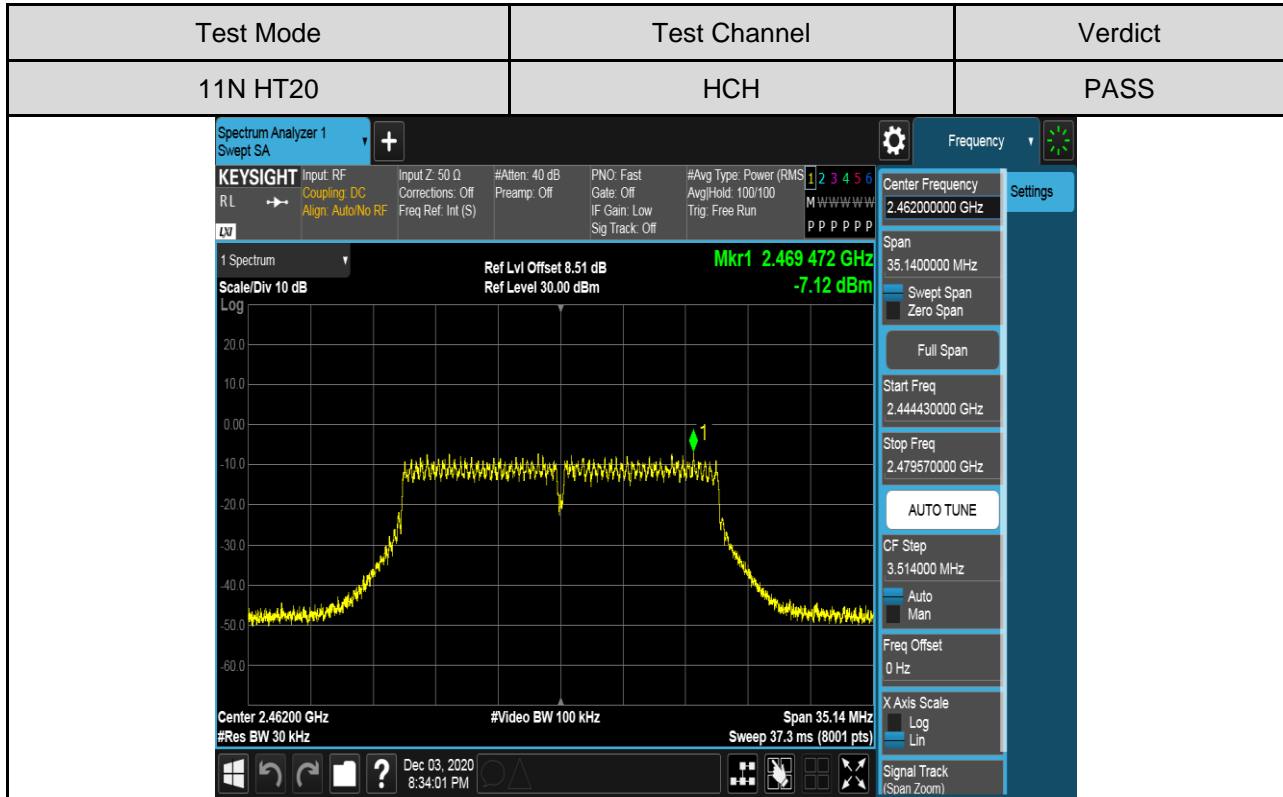 Test Mode
Test Channel
Verdict
11N HT20
HCH
PASS
Spectrum Analyzer 1
Swept SA
+
Frequency
KEYSIGHT
RL
LXI
Input: RF
Coupling: DC
Align: Auto/No RF
Input Z: 50 Ω
Corrections: Off
Freq Ref: Int (S)
#Atten: 40 dB
Preamp: Off
PNO: Fast
Gate: Off
IF Gain: Low
Sig Track: Off
#Avg Type: Power (RMS
Avg|Hold: 100/100
Trig: Free Run
1 2 3 4 5 6
M W W W W W
P P P P P P
1 Spectrum
Scale/Div 10 dB
Ref Lvl Offset 8.51 dB
Ref Level 30.00 dBm
Mkr1 2.469 472 GHz
-7.12 dBm
Log
20.0
10.0
0.00
-10.0
-20.0
-30.0
-40.0
-50.0
-60.0
1
Center 2.46200 GHz
#Video BW 100 kHz
Span 35.14 MHz
#Res BW 30 kHz
Sweep 37.3 ms (8001 pts)
?
Dec 03, 2020
8:34:01 PM
Center Frequency
2.462000000 GHz
Settings
Span
35.1400000 MHz
Swept Span
Zero Span
Full Span
Start Freq
2.444430000 GHz
Stop Freq
2.479570000 GHz
AUTO TUNE
CF Step
3.514000 MHz
Auto
Man
Freq Offset
0 Hz
X Axis Scale
Log
Lin
Signal Track
(Span Zoom)